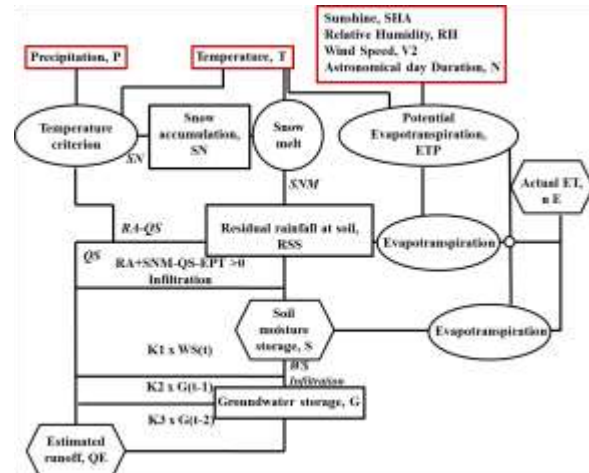 Sunshine, SHA
Relative Humidity, RH
Wind Speed, V2
Astronomical day Duration, N
Precipitation, P
Temperature, T
Temperature
criterion
SN
Snow
accumulation,
SN
Snow
melt
Potential
Evapotranspiration,
ETP
SNM
Actual ET,
n E
RA-QS
QS
Residual rainfall at soil,
RSS
Evapotranspiration
RA+SNM-QS-EPT >0
Infiltration
Soil
moisture
storage, S
Evapotranspiration
K1 x WS(t)
WS
Infiltration
K2 x G(t-1)
Groundwater storage, G
K3 x G(t-2)
Estimated
runoff, QE